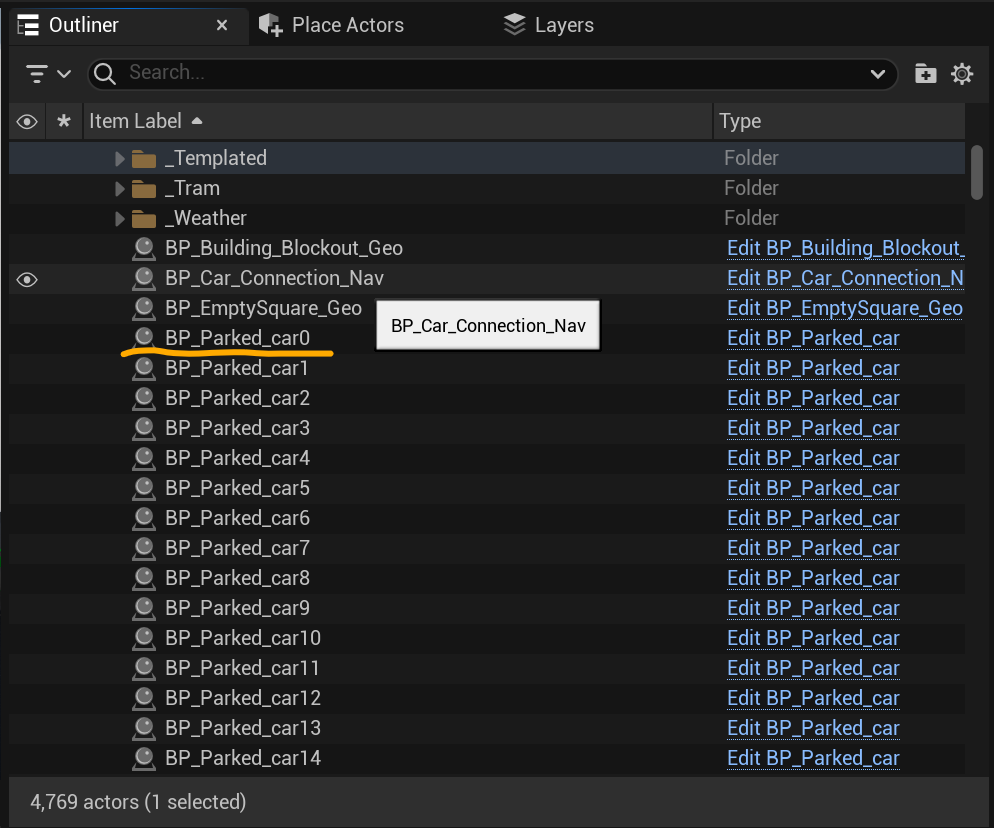 Outliner × Place Actors Layers
Search...
* Item Label Type
_Templated Folder
_Tram Folder
_Weather Folder
BP_Building_Blockout_Geo Edit BP_Building_Blockout_
BP_Car_Connection_Nav Edit BP_Car_Connection_N
BP_EmptySquare_Geo Edit BP_EmptySquare_Geo
BP_Car_Connection_Nav
BP_Parked_car0 Edit BP_Parked_car
BP_Parked_car1 Edit BP_Parked_car
BP_Parked_car2 Edit BP_Parked_car
BP_Parked_car3 Edit BP_Parked_car
BP_Parked_car4 Edit BP_Parked_car
BP_Parked_car5 Edit BP_Parked_car
BP_Parked_car6 Edit BP_Parked_car
BP_Parked_car7 Edit BP_Parked_car
BP_Parked_car8 Edit BP_Parked_car
BP_Parked_car9 Edit BP_Parked_car
BP_Parked_car10 Edit BP_Parked_car
BP_Parked_car11 Edit BP_Parked_car
BP_Parked_car12 Edit BP_Parked_car
BP_Parked_car13 Edit BP_Parked_car
BP_Parked_car14 Edit BP_Parked_car
4,769 actors (1 selected)